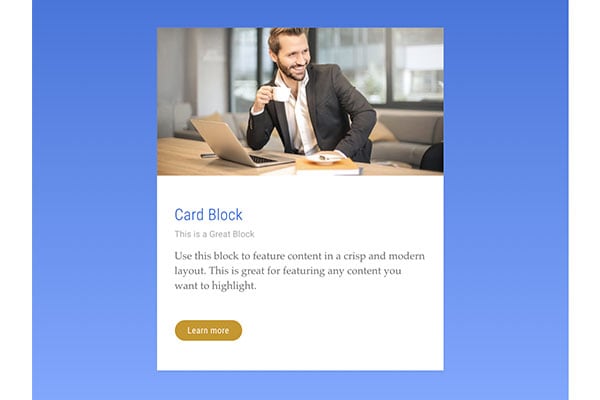 Card Block
This is a Great Block
Use this block to feature content in a crisp and modern
layout. This is great for featuring any content you
want to highlight.
Learn more